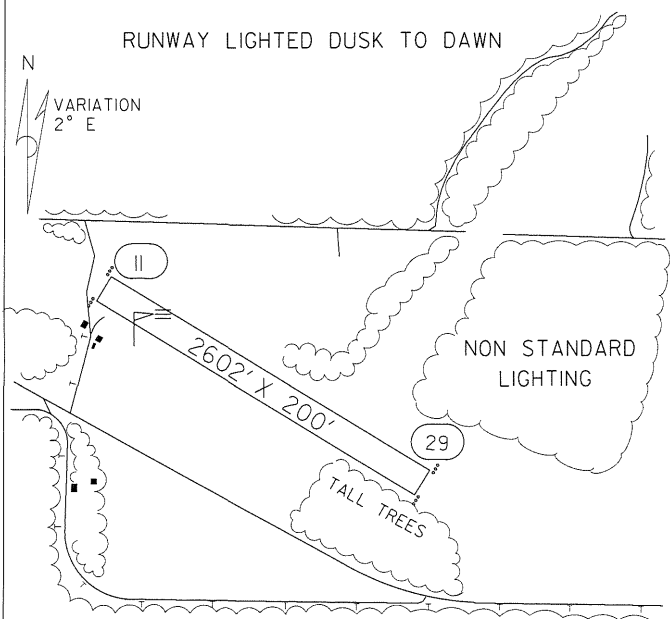 RUNWAY LIGHTED DUSK TO DAWN
N
VARIATION
2° E
11
2602' X 200'
NON STANDARD
LIGHTING
29
TALL TREES